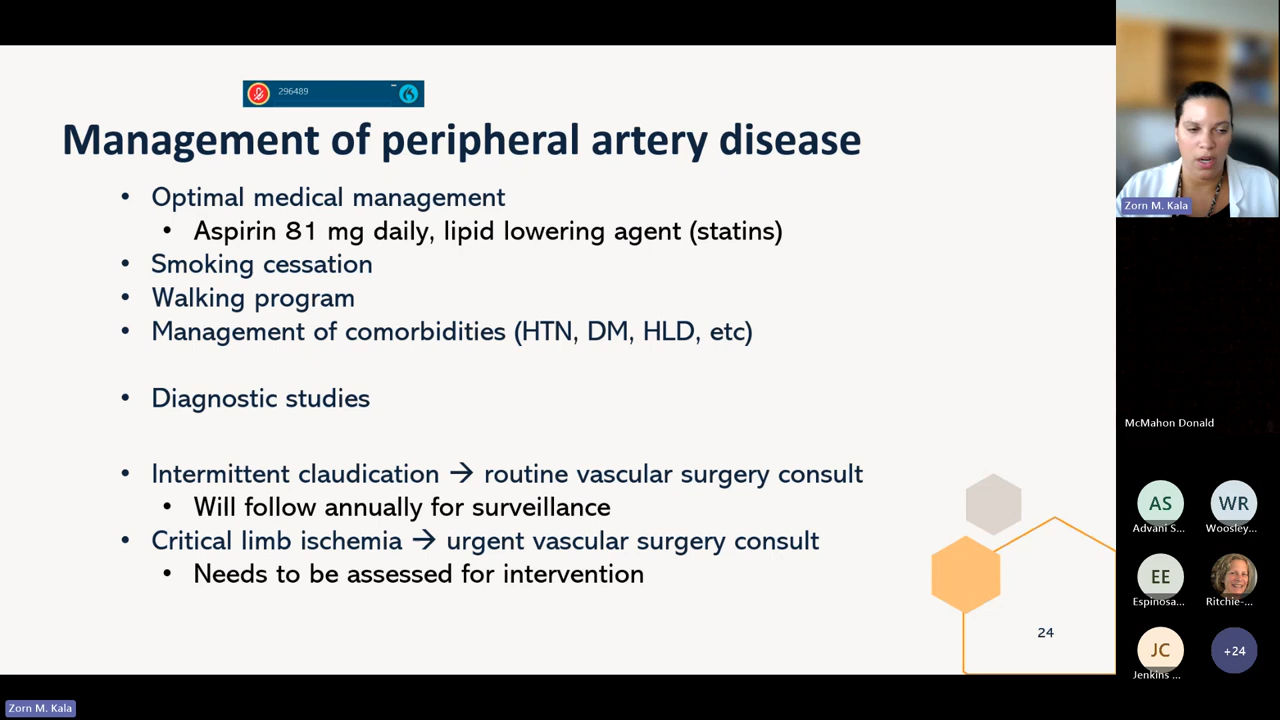 296489
Management of peripheral artery disease
• Optimal medical management
• Aspirin 81 mg daily, lipid lowering agent (statins)
• Smoking cessation
• Walking program
• Management of comorbidities (HTN, DM, HLD, etc)
• Diagnostic studies
• Intermittent claudication → routine vascular surgery consult
• Will follow annually for surveillance
• Critical limb ischemia → urgent vascular surgery consult
• Needs to be assessed for intervention
24
Zorn M. Kala
McMahon Donald
AS
Advani S...
WR
Woosley...
EE
Espinosa...
Ritchie-...
JC
Jenkins ...
+24
Zorn M. Kala